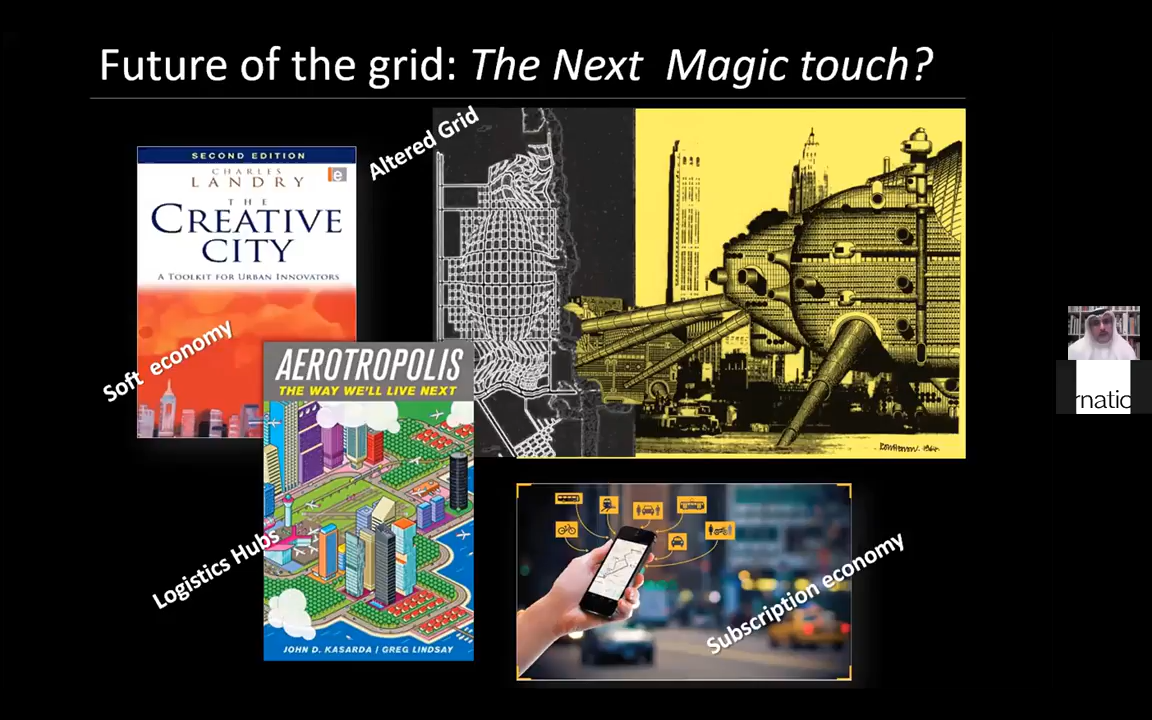 Future of the grid: The Next Magic touch?
Altered Grid
SECOND EDITION
CHARLES
LANDRY
THE
CREATIVE
CITY
A TOOLKIT FOR URBAN INNOVATORS
Soft economy
AEROTROPOLIS
THE WAY WE'LL LIVE NEXT
Logistics Hubs
JOHN D. KASARDA / GREG LINDSAY
Subscription economy
rnatic